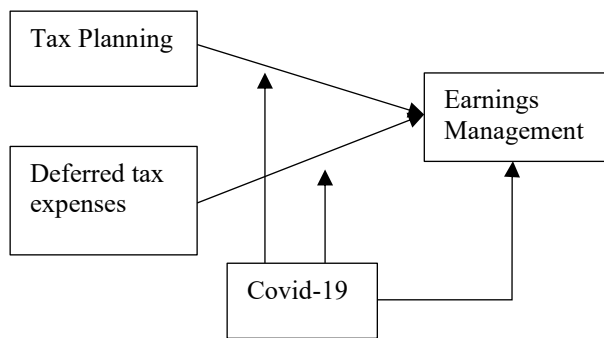 Tax Planning
Earnings
Management
Deferred tax
expenses
Covid-19